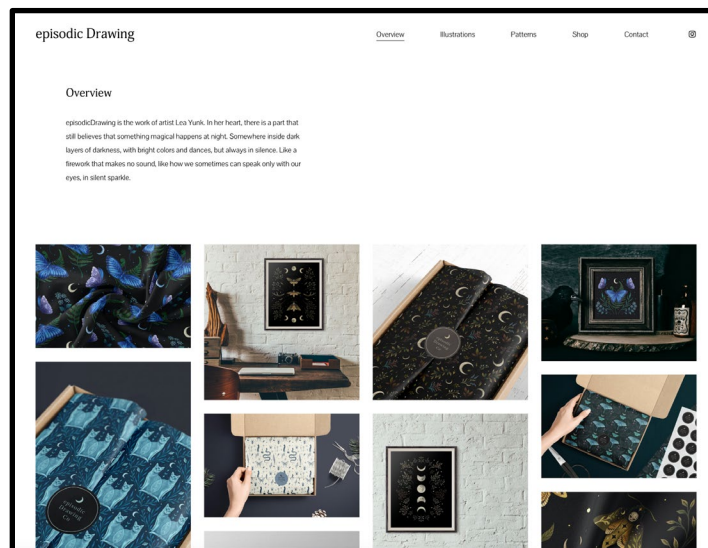 episodic Drawing
Overview
Illustrations
Patterns
Shop
Contact
Overview
episodicDrawing is the work of artist Lea Yunk. In her heart, there is a part that
still believes that something magical happens at night. Somewhere inside dark
layers of darkness, with bright colors and dances, but always in silence. Like a
firework that makes no sound, like how we sometimes can speak only with our
eyes, in silent sparkle.
episodic
Drawing
Co